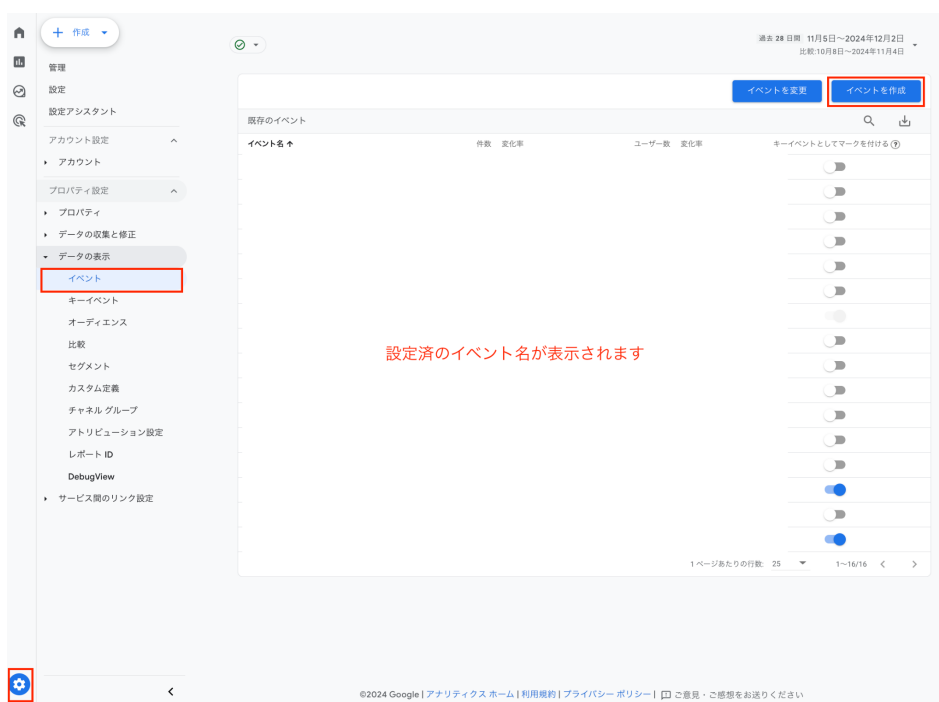 作成
過去 28 日間 11月5日～2024年12月2日
比較:10月8日～2024年11月4日
管理
設定
設定アシスタント
アカウント設定
アカウント
プロパティ設定
プロパティ
データの収集と修正
データの表示
イベント
キーイベント
オーディエンス
比較
セグメント
カスタム定義
チャネル グループ
アトリビューション設定
レポート ID
DebugView
サービス間のリンク設定
イベントを変更 イベントを作成
既存のイベント
イベント名 件数 変化率 ユーザー数 変化率 キーイベントとしてマークを付ける
設定済のイベント名が表示されます
1 ページあたりの行数: 25 1～16/16
©2024 Google | アナリティクス ホーム | 利用規約 | プライバシー ポリシー | ご意見・ご感想をお送りください